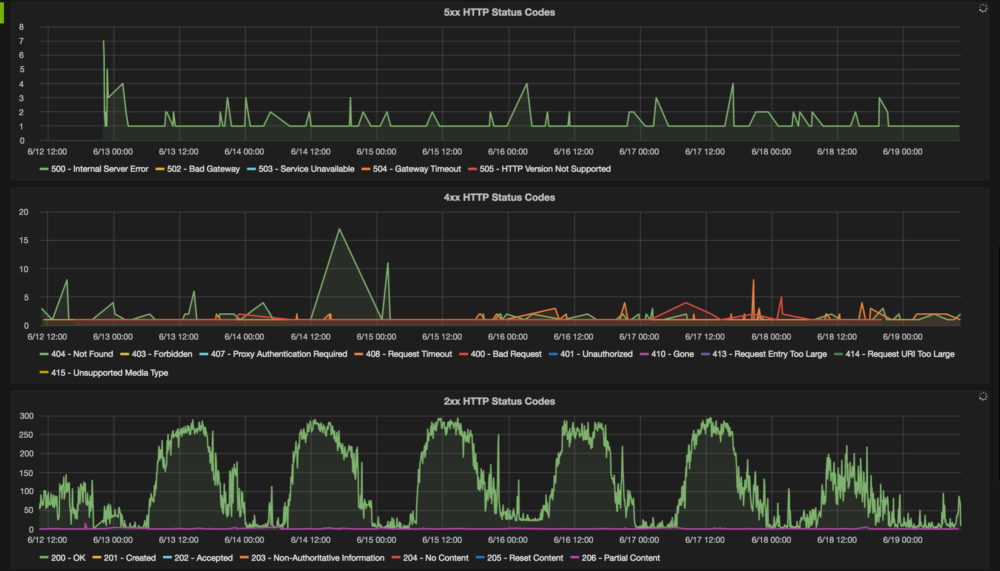 5xx HTTP Status Codes
8
7
6
5
4
3
2
1
0
6/12 12:00 6/13 00:00 6/13 12:00 6/14 00:00 6/14 12:00 6/15 00:00 6/15 12:00 6/16 00:00 6/16 12:00 6/17 00:00 6/17 12:00 6/18 00:00 6/18 12:00 6/19 00:00
500 - Internal Server Error 502 - Bad Gateway 503 - Service Unavailable 504 - Gateway Timeout 505 - HTTP Version Not Supported
4xx HTTP Status Codes
20
15
10
5
0
6/12 12:00 6/13 00:00 6/13 12:00 6/14 00:00 6/14 12:00 6/15 00:00 6/15 12:00 6/16 00:00 6/16 12:00 6/17 00:00 6/17 12:00 6/18 00:00 6/18 12:00 6/19 00:00
404 - Not Found 403 - Forbidden 407 - Proxy Authentication Required 408 - Request Timeout 400 - Bad Request 401 - Unauthorized 410 - Gone 413 - Request Entry Too Large 414 - Request URI Too Large
415 - Unsupported Media Type
2xx HTTP Status Codes
300
250
200
150
100
50
0
6/12 12:00 6/13 00:00 6/13 12:00 6/14 00:00 6/14 12:00 6/15 00:00 6/15 12:00 6/16 00:00 6/16 12:00 6/17 00:00 6/17 12:00 6/18 00:00 6/18 12:00 6/19 00:00
200 - OK 201 - Created 202 - Accepted 203 - Non-Authoritative Information 204 - No Content 205 - Reset Content 206 - Partial Content